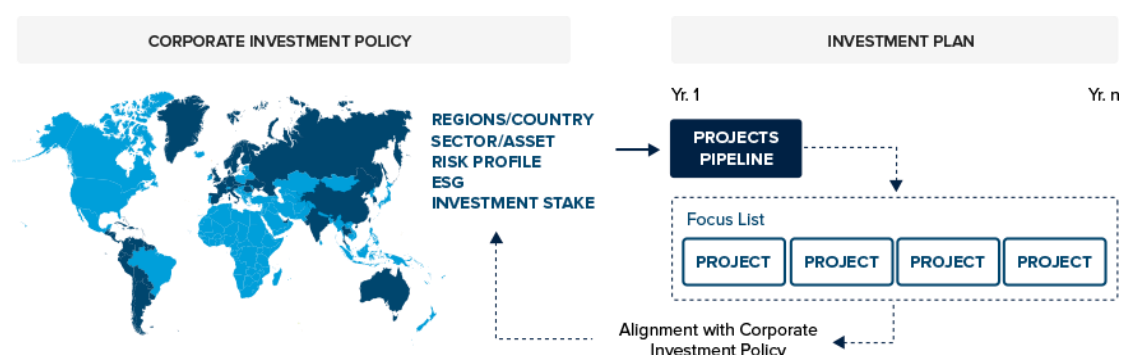 CORPORATE INVESTMENT POLICY
INVESTMENT PLAN
REGIONS/COUNTRY
SECTOR/ASSET
RISK PROFILE
ESG
INVESTMENT STAKE
Yr. 1
Yr. n
PROJECTS
PIPELINE
Focus List
PROJECT
PROJECT
PROJECT
PROJECT
Alignment with Corporate
Investment Policy